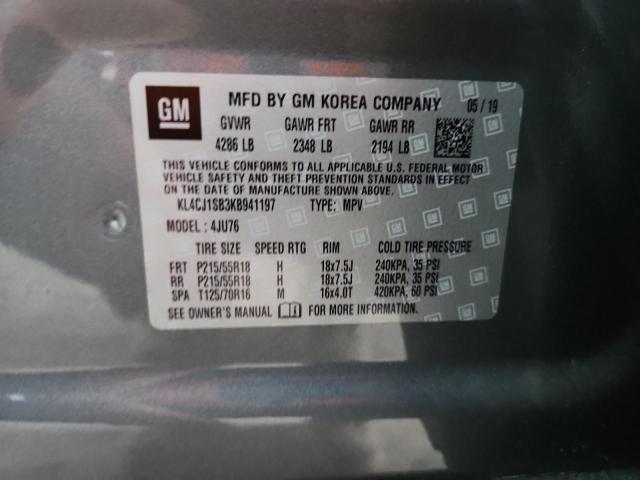 GM
MFD BY GM KOREA COMPANY 05 / 19
GVWR GAWR FRT GAWR RR
4286 LB 2348 LB 2194 LB
THIS VEHICLE CONFORMS TO ALL APPLICABLE U.S. FEDERAL MOTOR
VEHICLE SAFETY AND THEFT PREVENTION STANDARDS IN EFFECT
ON THE DATE OF MANUFACTURE SHOWN ABOVE.
KL4CJ1SB3KB941197 TYPE: MPV
MODEL : 4JU76
TIRE SIZE SPEED RTG RIM COLD TIRE PRESSURE
FRT P215/55R18 H 18x7.5J 240KPA, 35 PSI
RR P215/55R18 H 18x7.5J 240KPA, 35 PSI
SPA T125/70R16 M 16x4.0T 420KPA, 60 PSI
SEE OWNER'S MANUAL FOR MORE INFORMATION.